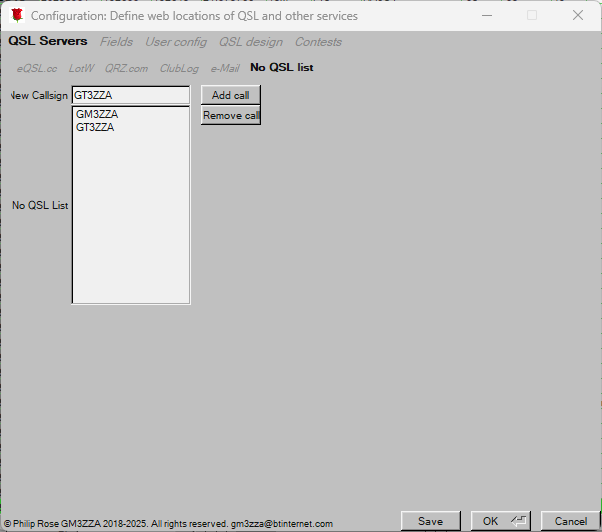 Configuration: Define web locations of QSL and other services
QSL Servers Fields User config QSL design Contests
eQSL.cc LotW QRZ.com ClubLog e-Mail No QSL list
New Callsign GT3ZZA Add call
GM3ZZA Remove call
GT3ZZA
No QSL List
© Philip Rose GM3ZZA 2018-2025. All rights reserved. gm3zza@btinternet.com Save OK Cancel